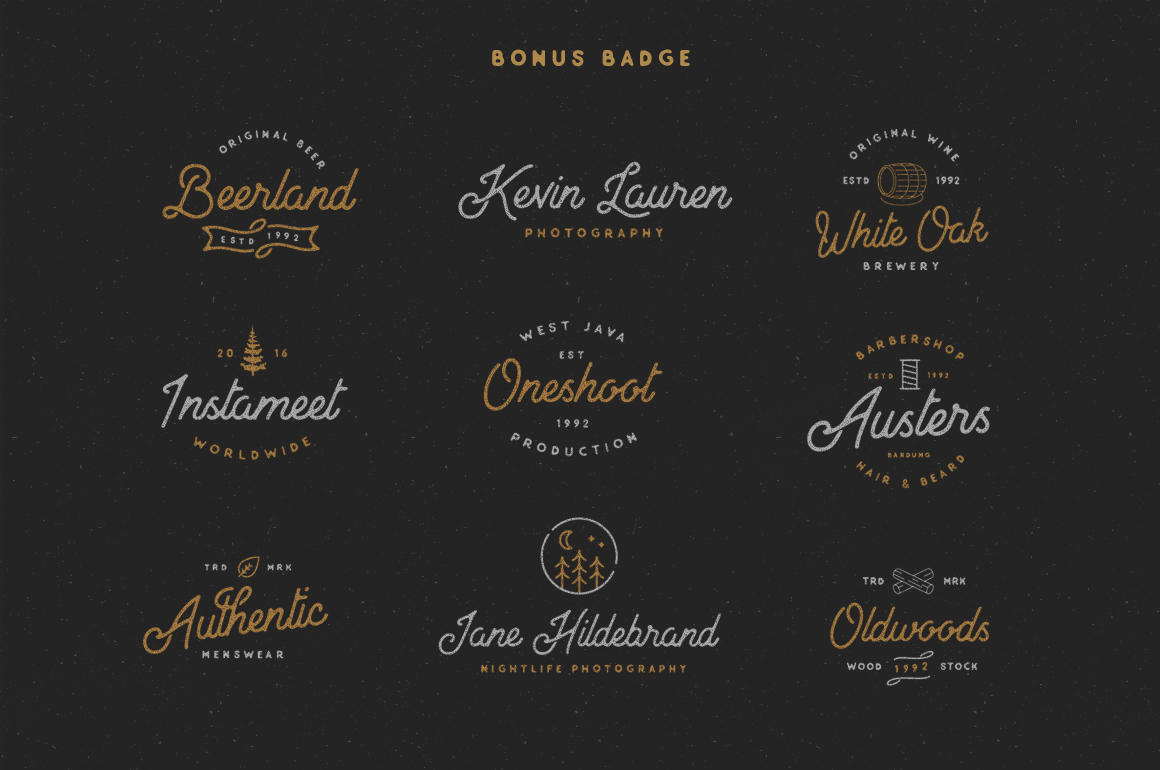 BONUS BADGE
ORIGINAL BEER
Beerland
ESTD 1992
Kevin Lauren
PHOTOGRAPHY
ORIGINAL WINE
ESTD 1992
White Oak
BREWERY
20 16
Instameet
WORLDWIDE
WEST JAVA
EST
Oneshoot
1992
PRODUCTION
BARBERSHOP
ESTD 1992
Austers
BANDUNG
HAIR & BEARD
TRD MRK
Authentic
MENSWEAR
Jane Hildebrand
NIGHTLIFE PHOTOGRAPHY
TRD MRK
Oldwoods
WOOD 1992 STOCK